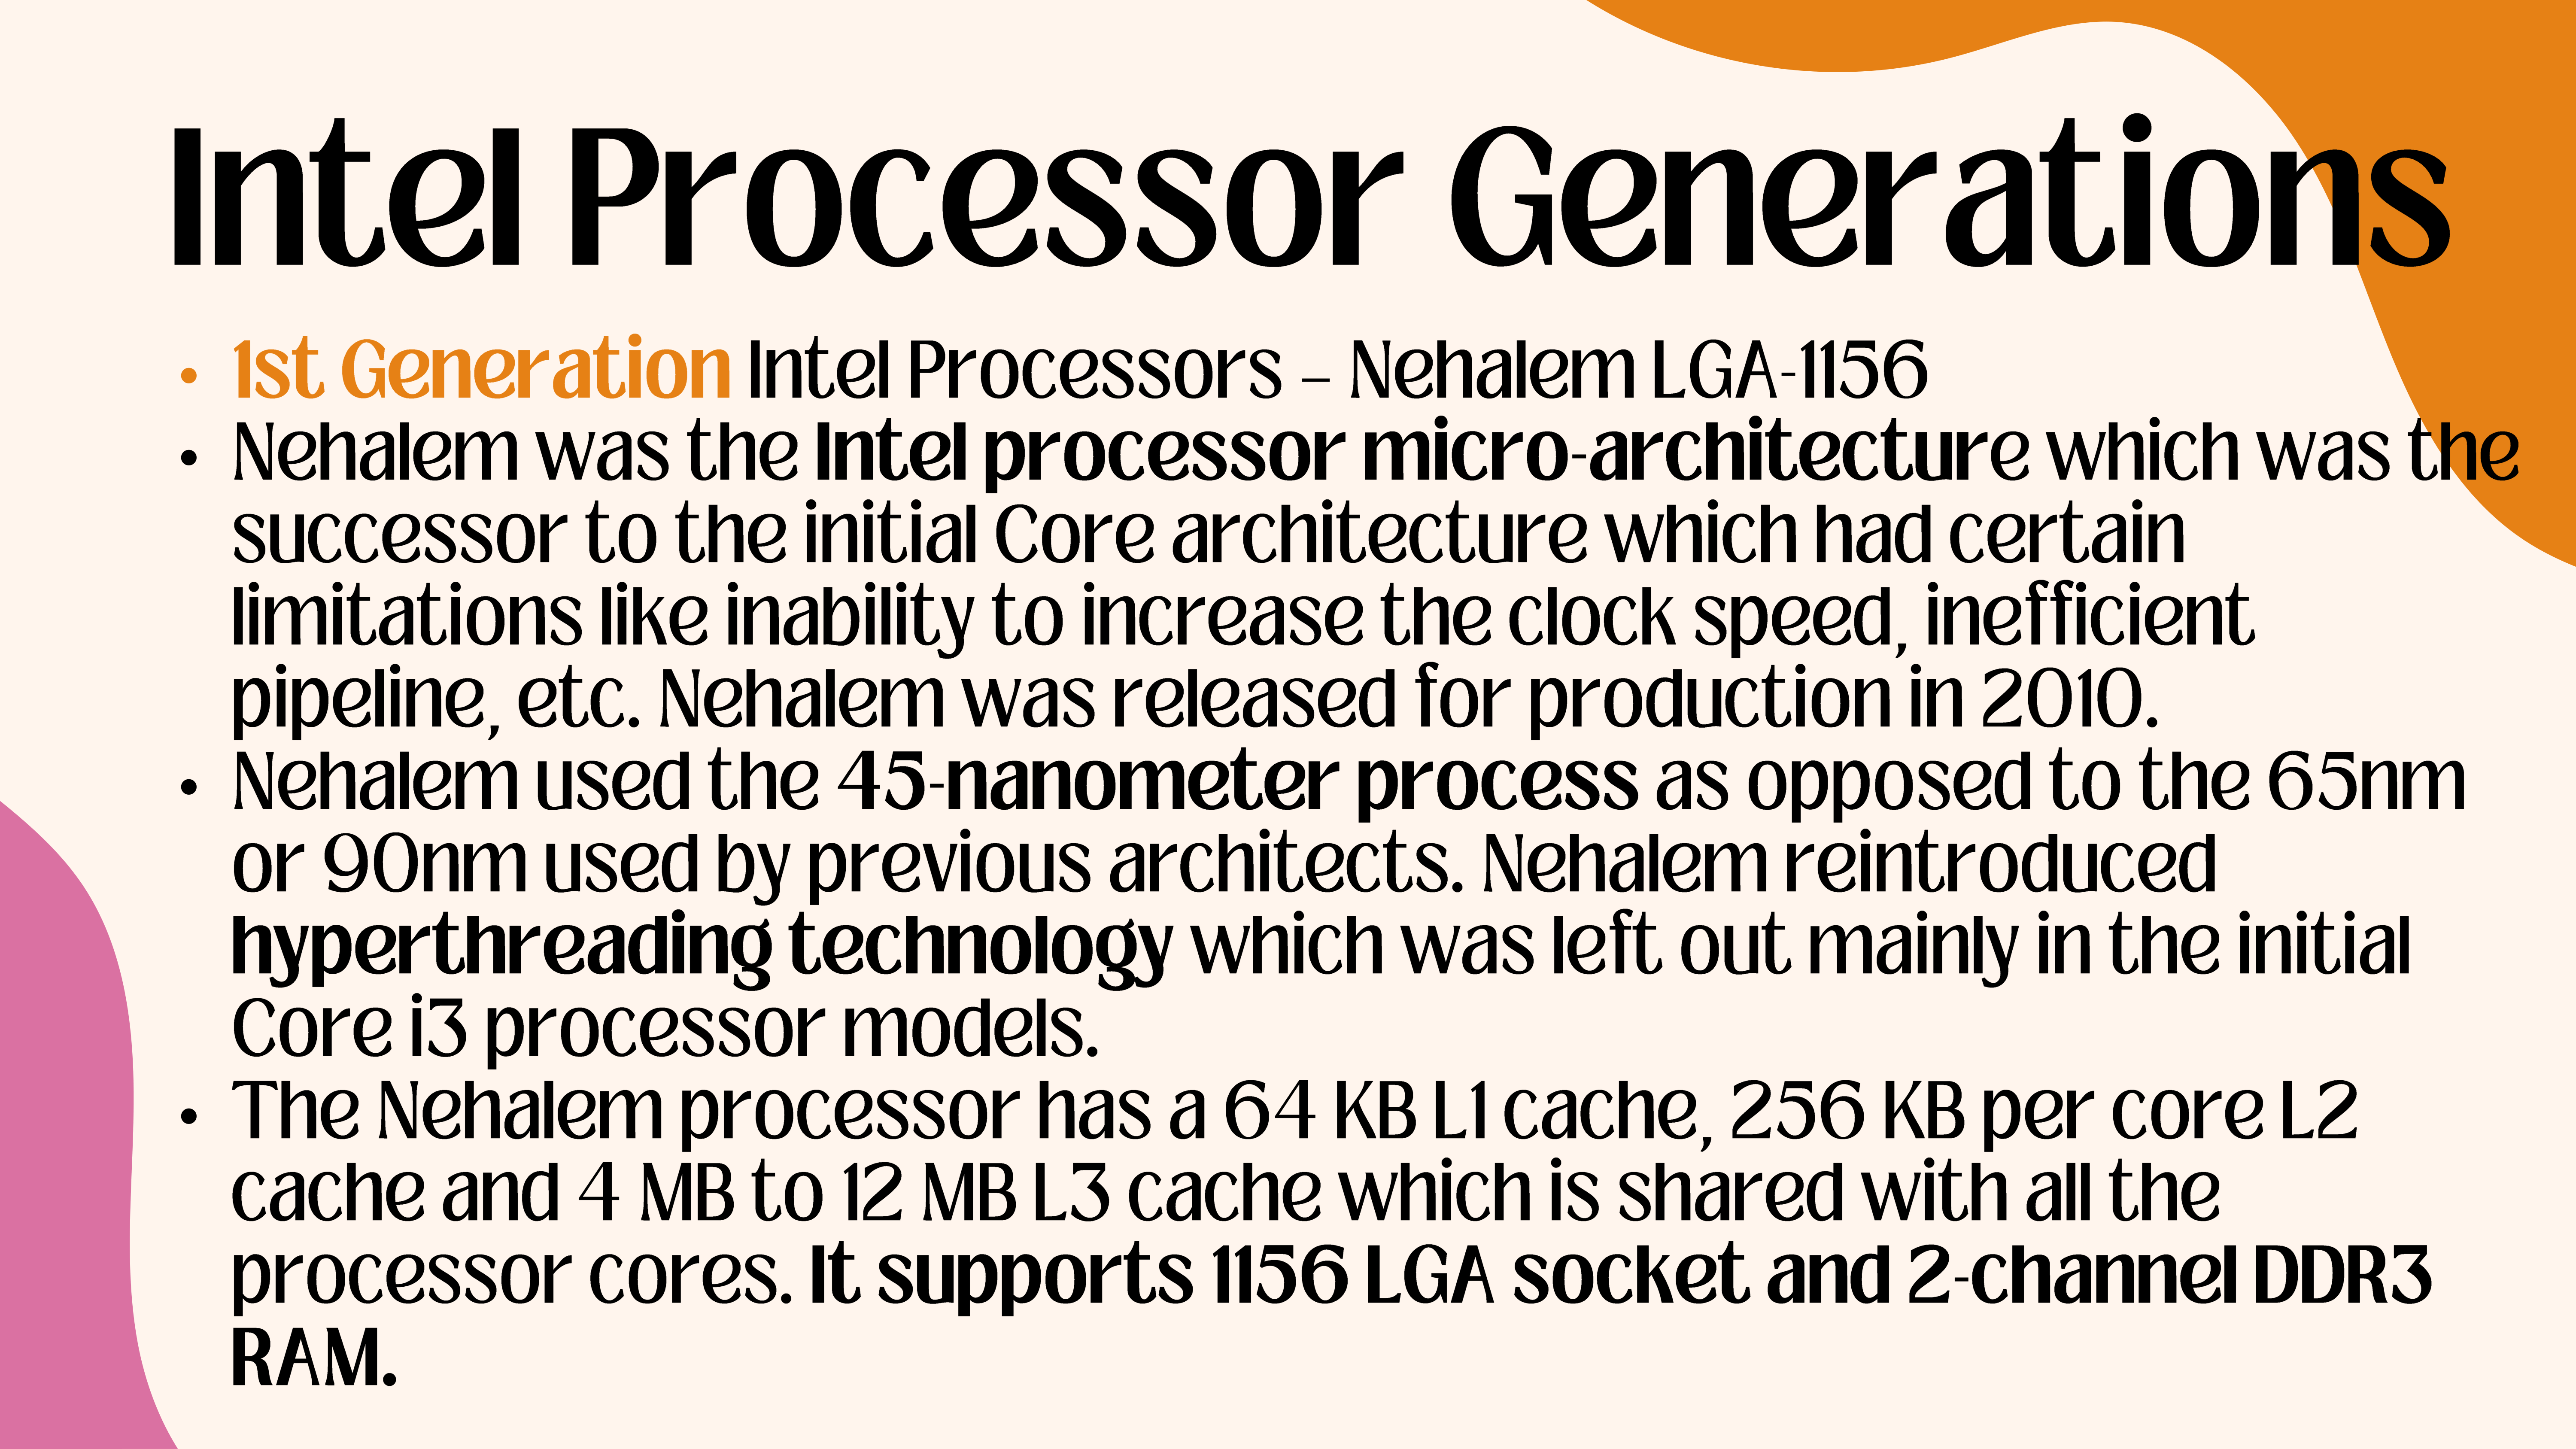 Intel Processor Generations
• 1st Generation Intel Processors – Nehalem LGA-1156
• Nehalem was the Intel processor micro-architecture which was the
successor to the initial Core architecture which had certain
limitations like inability to increase the clock speed, inefficient
pipeline, etc. Nehalem was released for production in 2010.
• Nehalem used the 45-nanometer process as opposed to the 65nm
or 90nm used by previous architects. Nehalem reintroduced
hyperthreading technology which was left out mainly in the initial
Core i3 processor models.
• The Nehalem processor has a 64 KB L1 cache, 256 KB per core L2
cache and 4 MB to 12 MB L3 cache which is shared with all the
processor cores. It supports 1156 LGA socket and 2-channel DDR3
RAM.